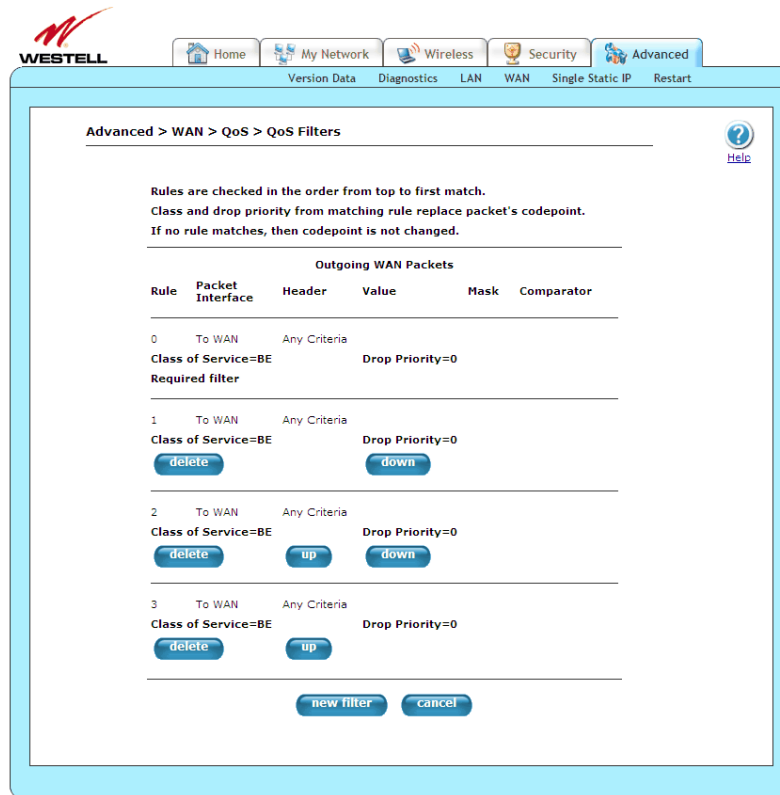 WESTELL
Home My Network Wireless Security Advanced
Version Data Diagnostics LAN WAN Single Static IP Restart
Advanced > WAN > QoS > QoS Filters
?
Help
Rules are checked in the order from top to first match.
Class and drop priority from matching rule replace packet's codepoint.
If no rule matches, then codepoint is not changed.
Outgoing WAN Packets
Rule Packet Interface Header Value Mask Comparator
0 To WAN Any Criteria
Class of Service=BE Drop Priority=0
Required filter
1 To WAN Any Criteria
Class of Service=BE Drop Priority=0
delete down
2 To WAN Any Criteria
Class of Service=BE Drop Priority=0
delete up down
3 To WAN Any Criteria
Class of Service=BE Drop Priority=0
delete up
new filter cancel